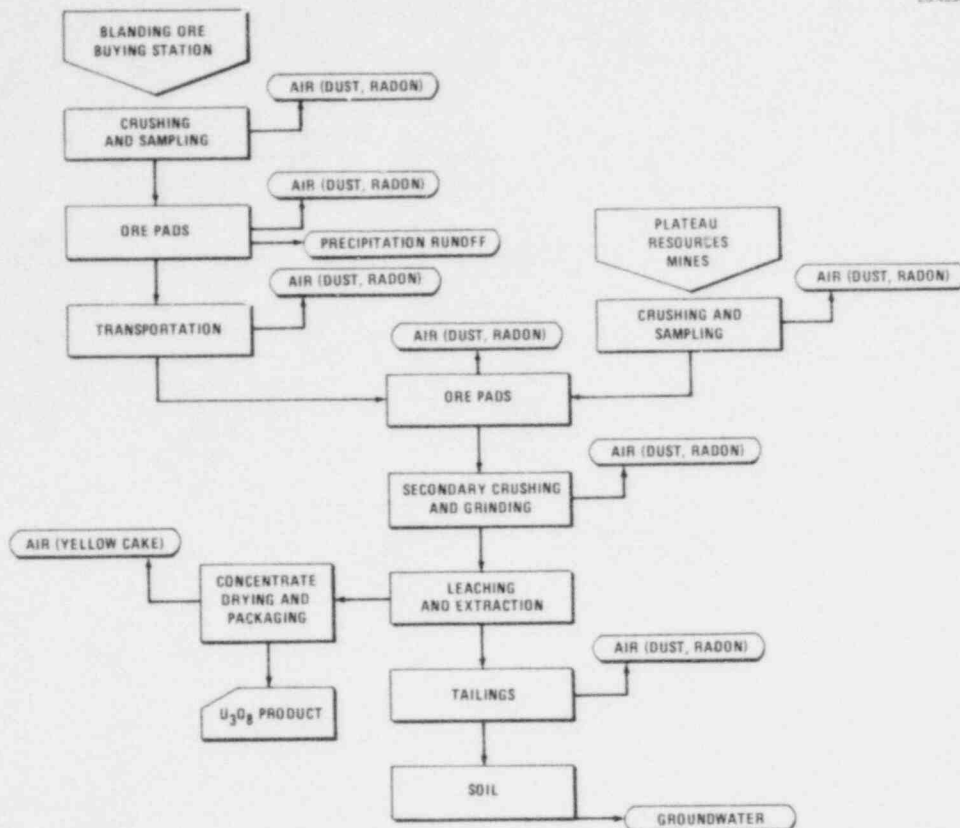 BLANDING ORE
BUYING STATION
AIR (DUST, RADON)
CRUSHING
AND SAMPLING
AIR (DUST, RADON)
ORE PADS
PRECIPITATION RUNOFF
PLATEAU
RESOURCES
MINES
AIR (DUST, RADON)
AIR (DUST, RADON)
TRANSPORTATION
CRUSHING AND
SAMPLING
AIR (DUST, RADON)
ORE PADS
AIR (DUST, RADON)
SECONDARY CRUSHING
AND GRINDING
AIR (YELLOW CAKE)
CONCENTRATE
DRYING AND
PACKAGING
LEACHING
AND EXTRACTION
AIR (DUST, RADON)
TAILINGS
U3O8 PRODUCT
SOIL
GROUNDWATER